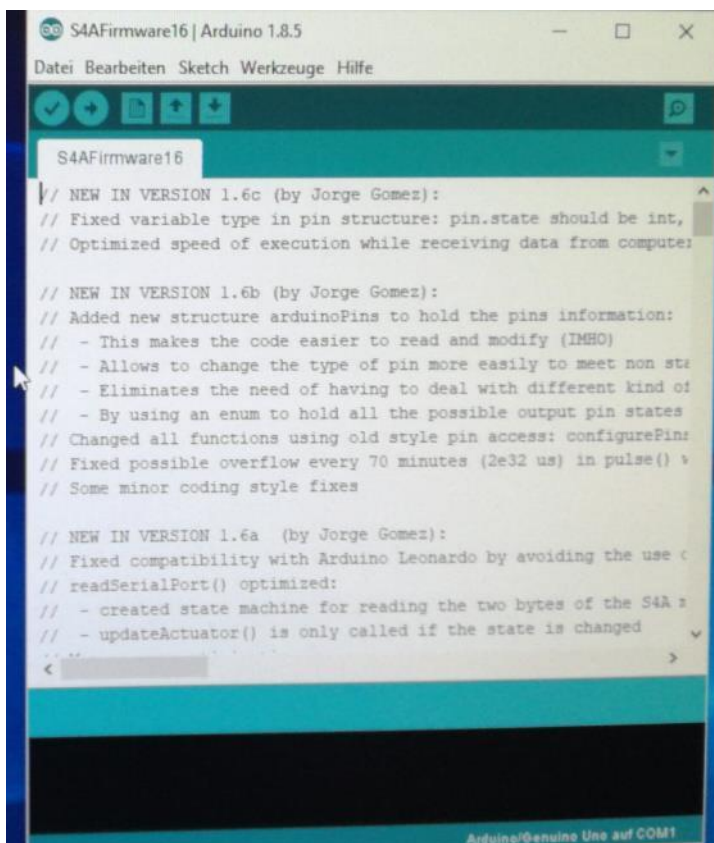 S4AFirmware16 | Arduino 1.8.5
Datei Bearbeiten Sketch Werkzeuge Hilfe
S4AFirmware16
// NEW IN VERSION 1.6c (by Jorge Gomez):
// Fixed variable type in pin structure: pin.state should be int,
// Optimized speed of execution while receiving data from computer
// NEW IN VERSION 1.6b (by Jorge Gomez):
// Added new structure arduinoPins to hold the pins information:
// - This makes the code easier to read and modify (IMHO)
// - Allows to change the type of pin more easily to meet non sta
// - Eliminates the need of having to deal with different kind of
// - By using an enum to hold all the possible output pin states
// Changed all functions using old style pin access: configurePins
// Fixed possible overflow every 70 minutes (2e32 us) in pulse()
// Some minor coding style fixes
// NEW IN VERSION 1.6a (by Jorge Gomez):
// Fixed compatibility with Arduino Leonardo by avoiding the use
// readSerialPort() optimized:
// - created state machine for reading the two bytes of the S4A
// - updateActuator() is only called if the state is changed
Arduino/Genuino Uno auf COM1